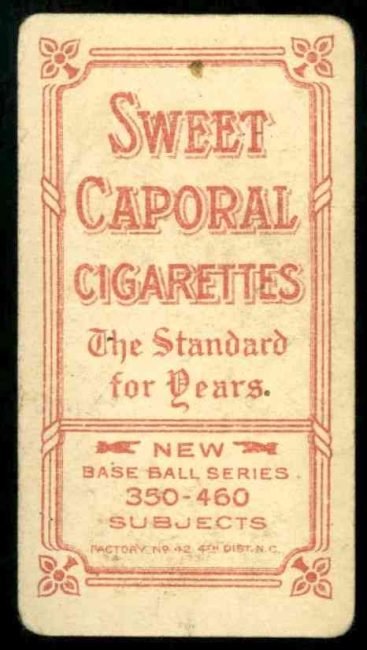 SWEET
CAPORAL
CIGARETTES
The Standard
for Years.
NEW
BASE BALL SERIES
350-460
SUBJECTS
FACTORY NO 42 4TH DIST. N.C.